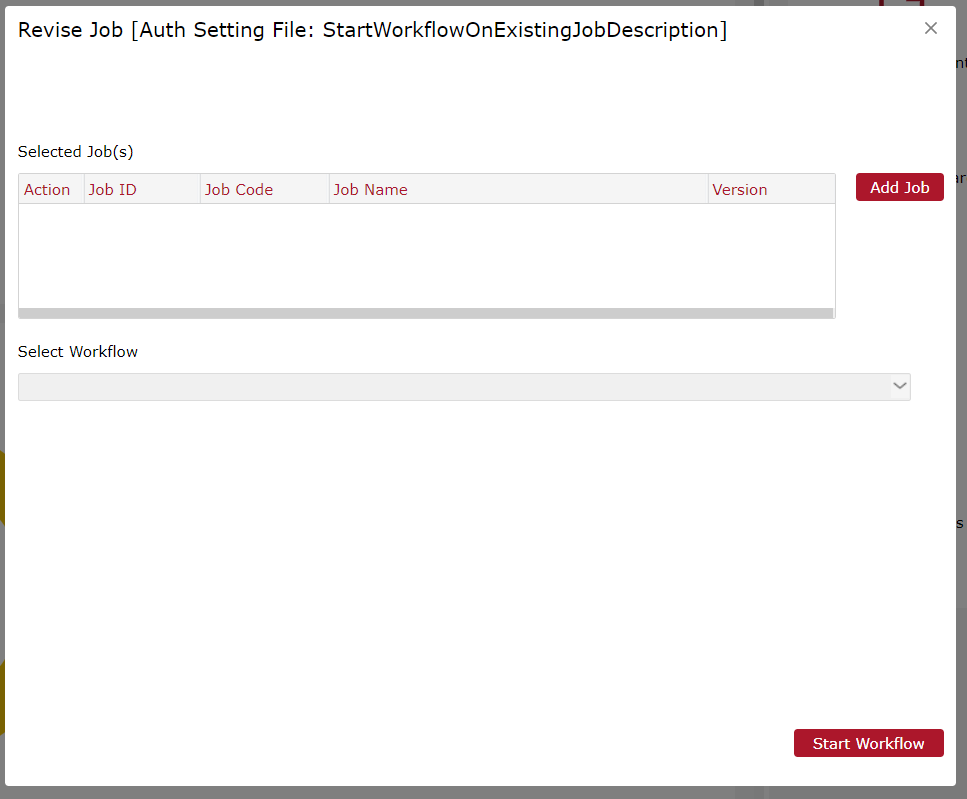 Revise Job [Auth Setting File: StartWorkflowOnExistingJobDescription]
Selected Job(s)
Action Job ID Job Code Job Name Version
Add Job
Select Workflow
Start Workflow